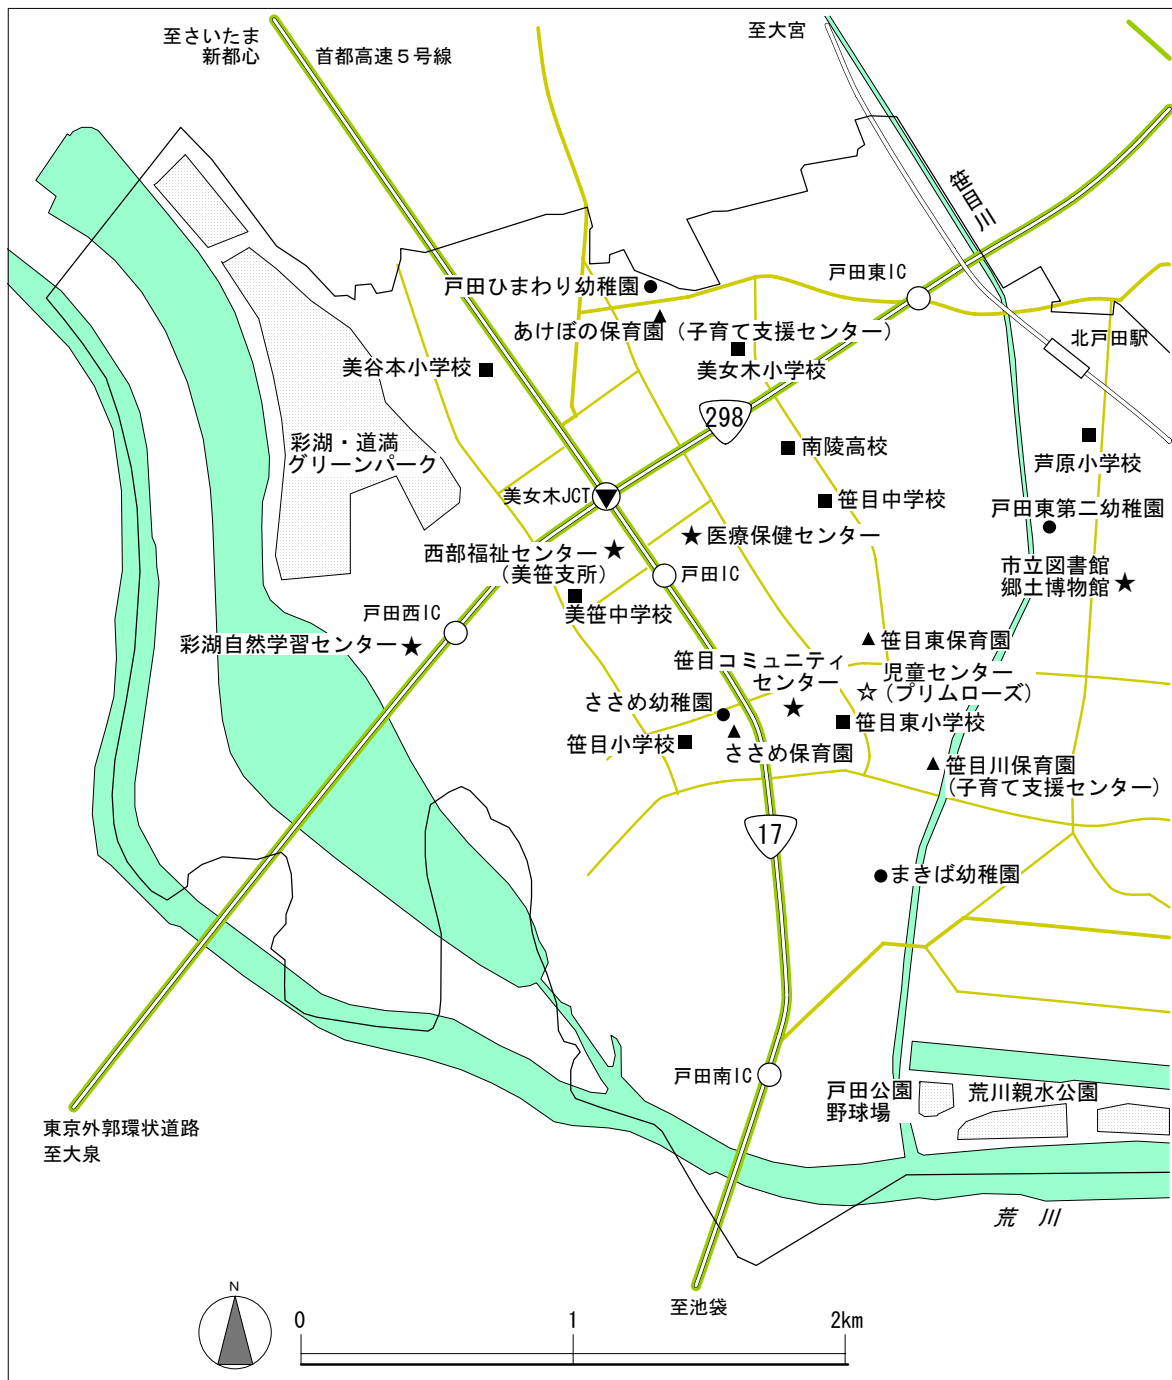 至さいたま
新都心
首都高速５号線
至大宮
笹目川
戸田東IC
戸田ひまわり幼稚園
あけぼの保育園（子育て支援センター）
北戸田駅
美谷本小学校
美女木小学校
298
彩湖・道満
グリーンパーク
南陵高校
芦原小学校
美女木JCT
笹目中学校
戸田東第二幼稚園
医療保健センター
西部福祉センター
（美笹支所）
戸田IC
市立図書館
郷土博物館
美笹中学校
戸田西IC
彩湖自然学習センター
笹目東保育園
笹目コミュニティ
センター
児童センター
（プリムローズ）
ささめ幼稚園
笹目東小学校
笹目小学校
ささめ保育園
笹目川保育園
（子育て支援センター）
17
まきば幼稚園
戸田南IC
戸田公園
野球場
荒川親水公園
東京外郭環状道路
至大泉
荒　川
N
至池袋
0
1
2km